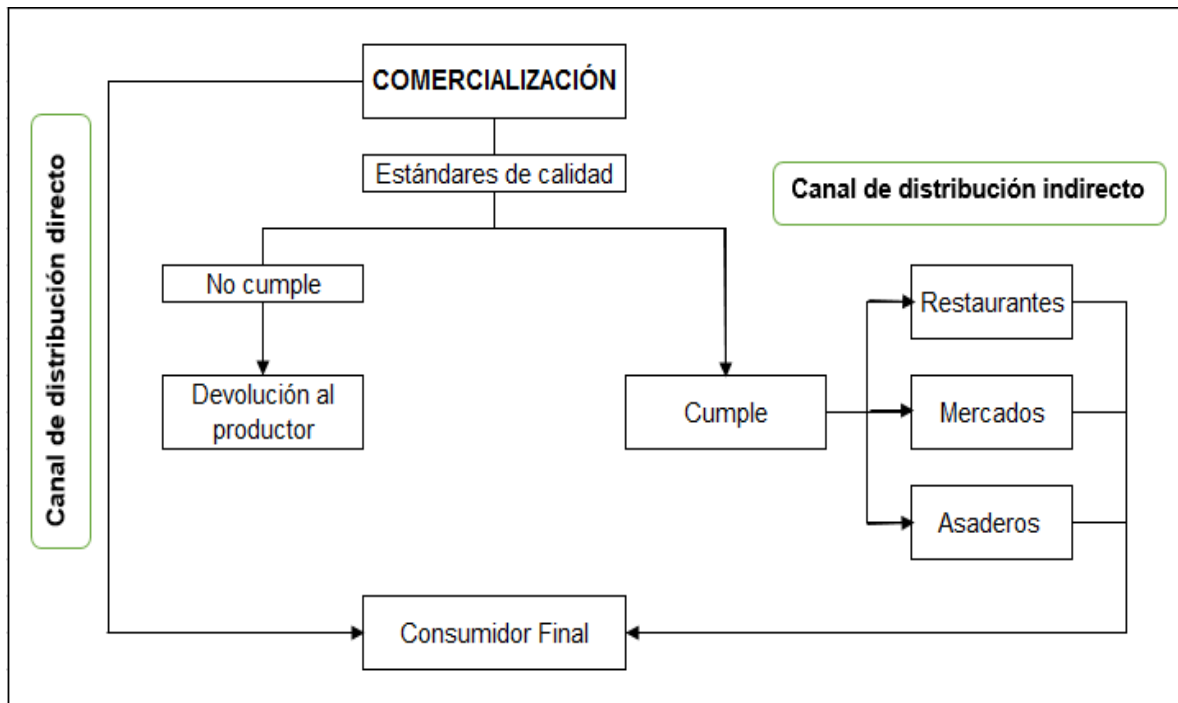 COMERCIALIZACIÓN
Estándares de calidad
Canal de distribución directo
Canal de distribución indirecto
No cumple
Restaurantes
Devolución al
productor
Cumple
Mercados
Asaderos
Consumidor Final